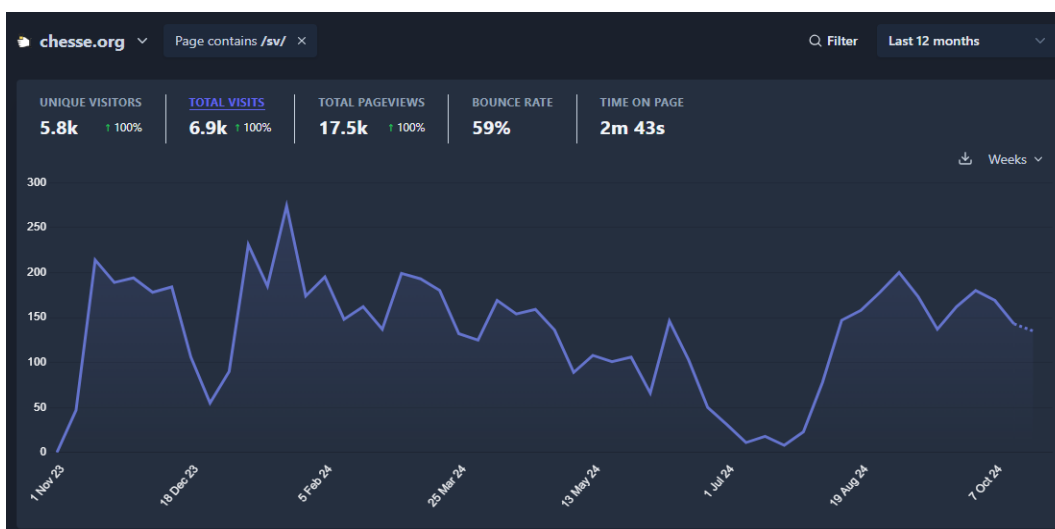 chesse.org Page contains /sv/ × Filter Last 12 months
UNIQUE VISITORS TOTAL VISITS TOTAL PAGEVIEWS BOUNCE RATE TIME ON PAGE
5.8k ↑ 100% 6.9k ↑ 100% 17.5k ↑ 100% 59% 2m 43s
Weeks
300
250
200
150
100
50
0
1 Nov 23 18 Dec 23 5 Feb 24 25 Mar 24 13 May 24 1 Jul 24 19 Aug 24 7 Oct 24